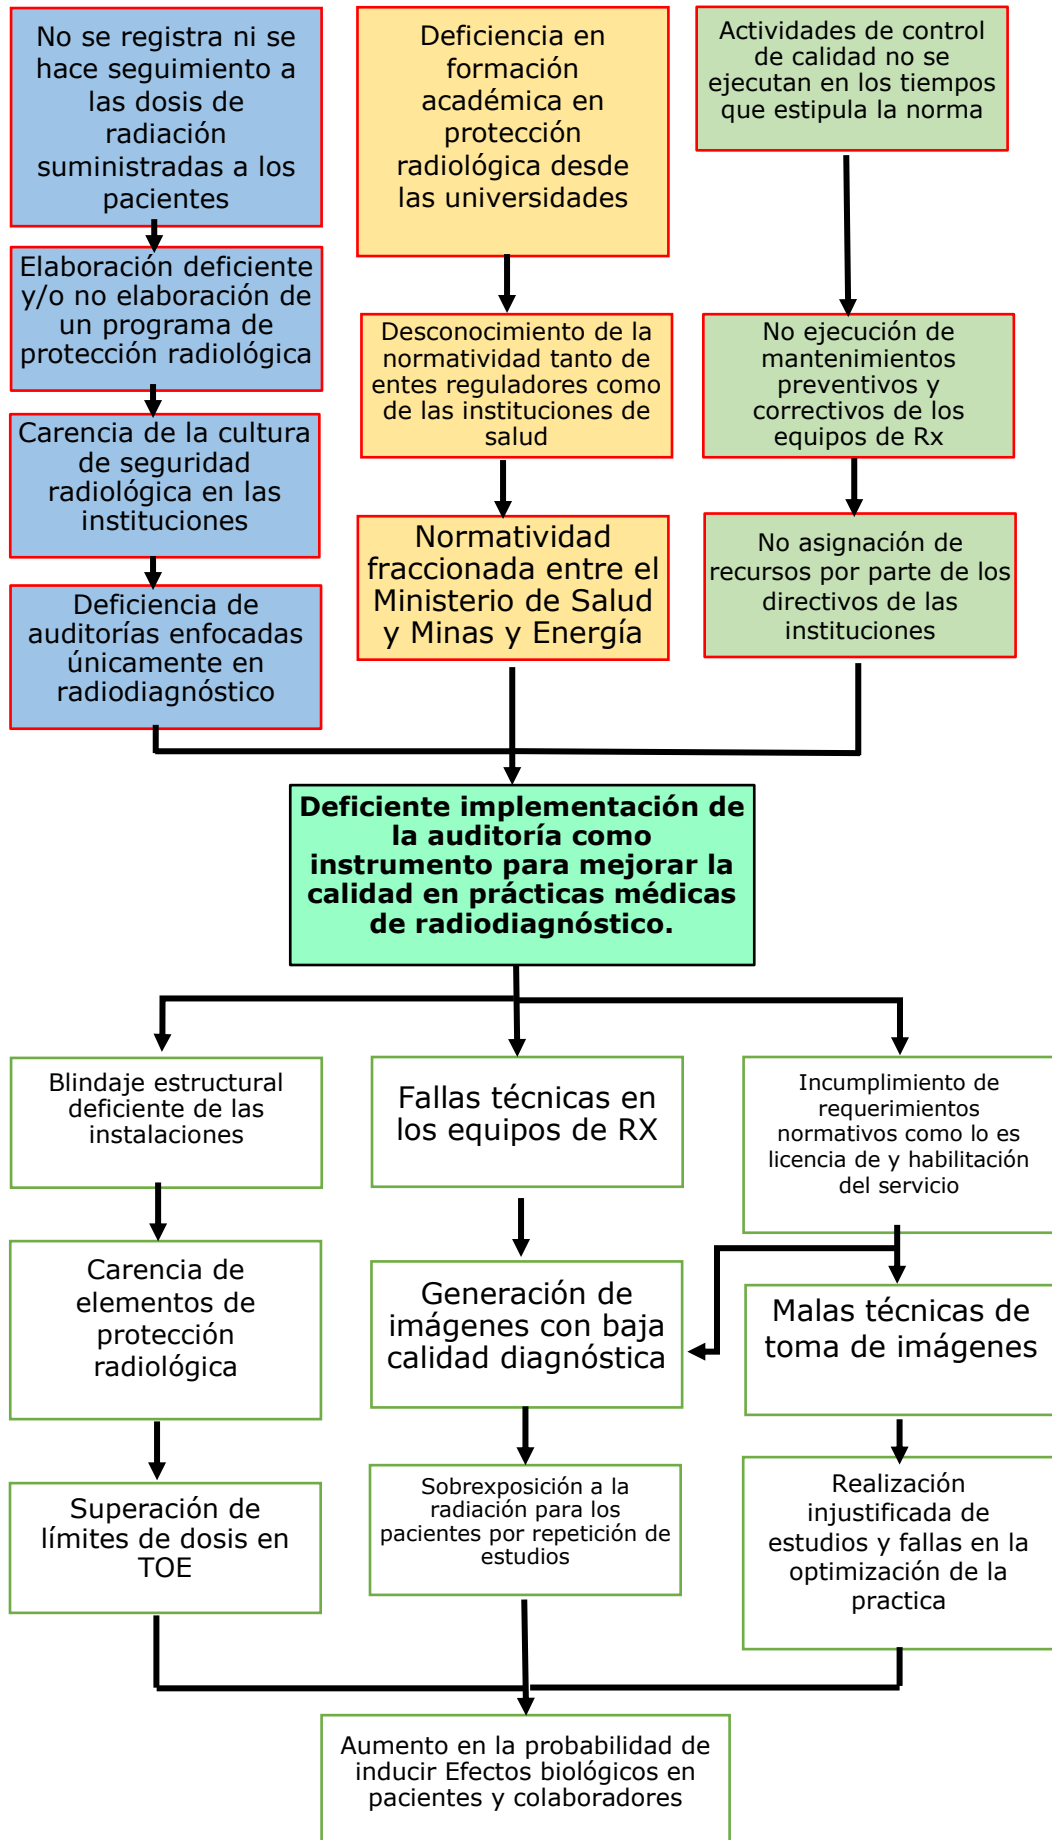 No se registra ni se
hace seguimiento a
las dosis de
radiación
suministradas a los
pacientes
Deficiencia en
formación
académica en
protección
radiológica desde
las universidades
Actividades de control
de calidad no se
ejecutan en los tiempos
que estipula la norma
Elaboración deficiente
y/o no elaboración de
un programa de
protección radiológica
Desconocimiento de la
normatividad tanto de
entes reguladores como
de las instituciones de
salud
No ejecución de
mantenimientos
preventivos y
correctivos de los
equipos de Rx
Carencia de la cultura
de seguridad
radiológica en las
instituciones
Normatividad
fraccionada entre el
Ministerio de Salud
y Minas y Energía
No asignación de
recursos por parte de los
directivos de las
instituciones
Deficiencia de
auditorías enfocadas
únicamente en
radiodiagnóstico
Deficiente implementación de
la auditoría como
instrumento para mejorar la
calidad en prácticas médicas
de radiodiagnóstico.
Blindaje estructural
deficiente de las
instalaciones
Fallas técnicas en
los equipos de RX
Incumplimiento de
requerimientos
normativos como lo es
licencia de y habilitación
del servicio
Carencia de
elementos de
protección
radiológica
Generación de
imágenes con baja
calidad diagnóstica
Malas técnicas de
toma de imágenes
Superación de
límites de dosis en
TOE
Sobrexposición a la
radiación para los
pacientes por repetición de
estudios
Realización
injustificada de
estudios y fallas en la
optimización de la
practica
Aumento en la probabilidad de
inducir Efectos biológicos en
pacientes y colaboradores